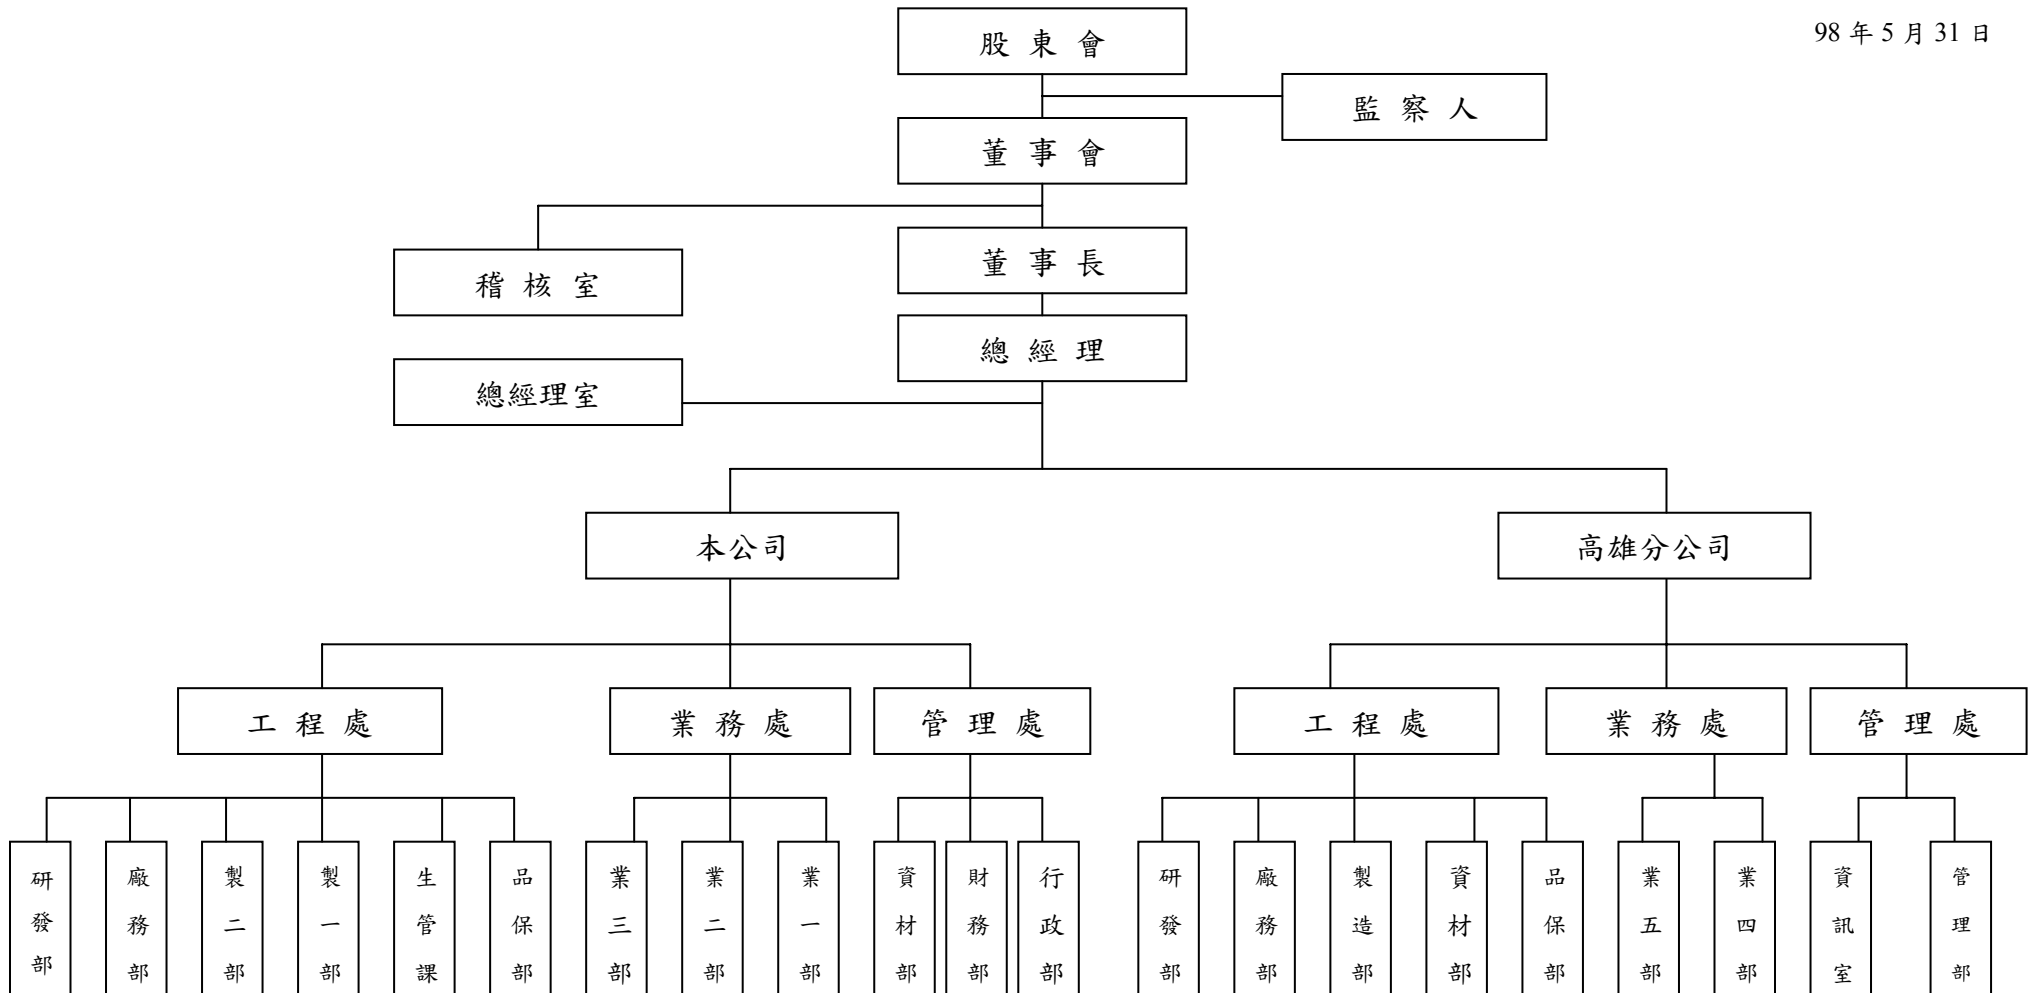 98 年 5 月 31 日
股 東 會
監 察 人
董 事 會
董 事 長
稽 核 室
總 經 理
總經理室
本公司
高雄分公司
工 程 處
業 務 處
管 理 處
工 程 處
業 務 處
管 理 處
研發部
廠務部
製二部
製一部
生管課
品保部
業三部
業二部
業一部
資材部
財務部
行政部
研發部
廠務部
製造部
資材部
品保部
業五部
業四部
資訊室
管理部